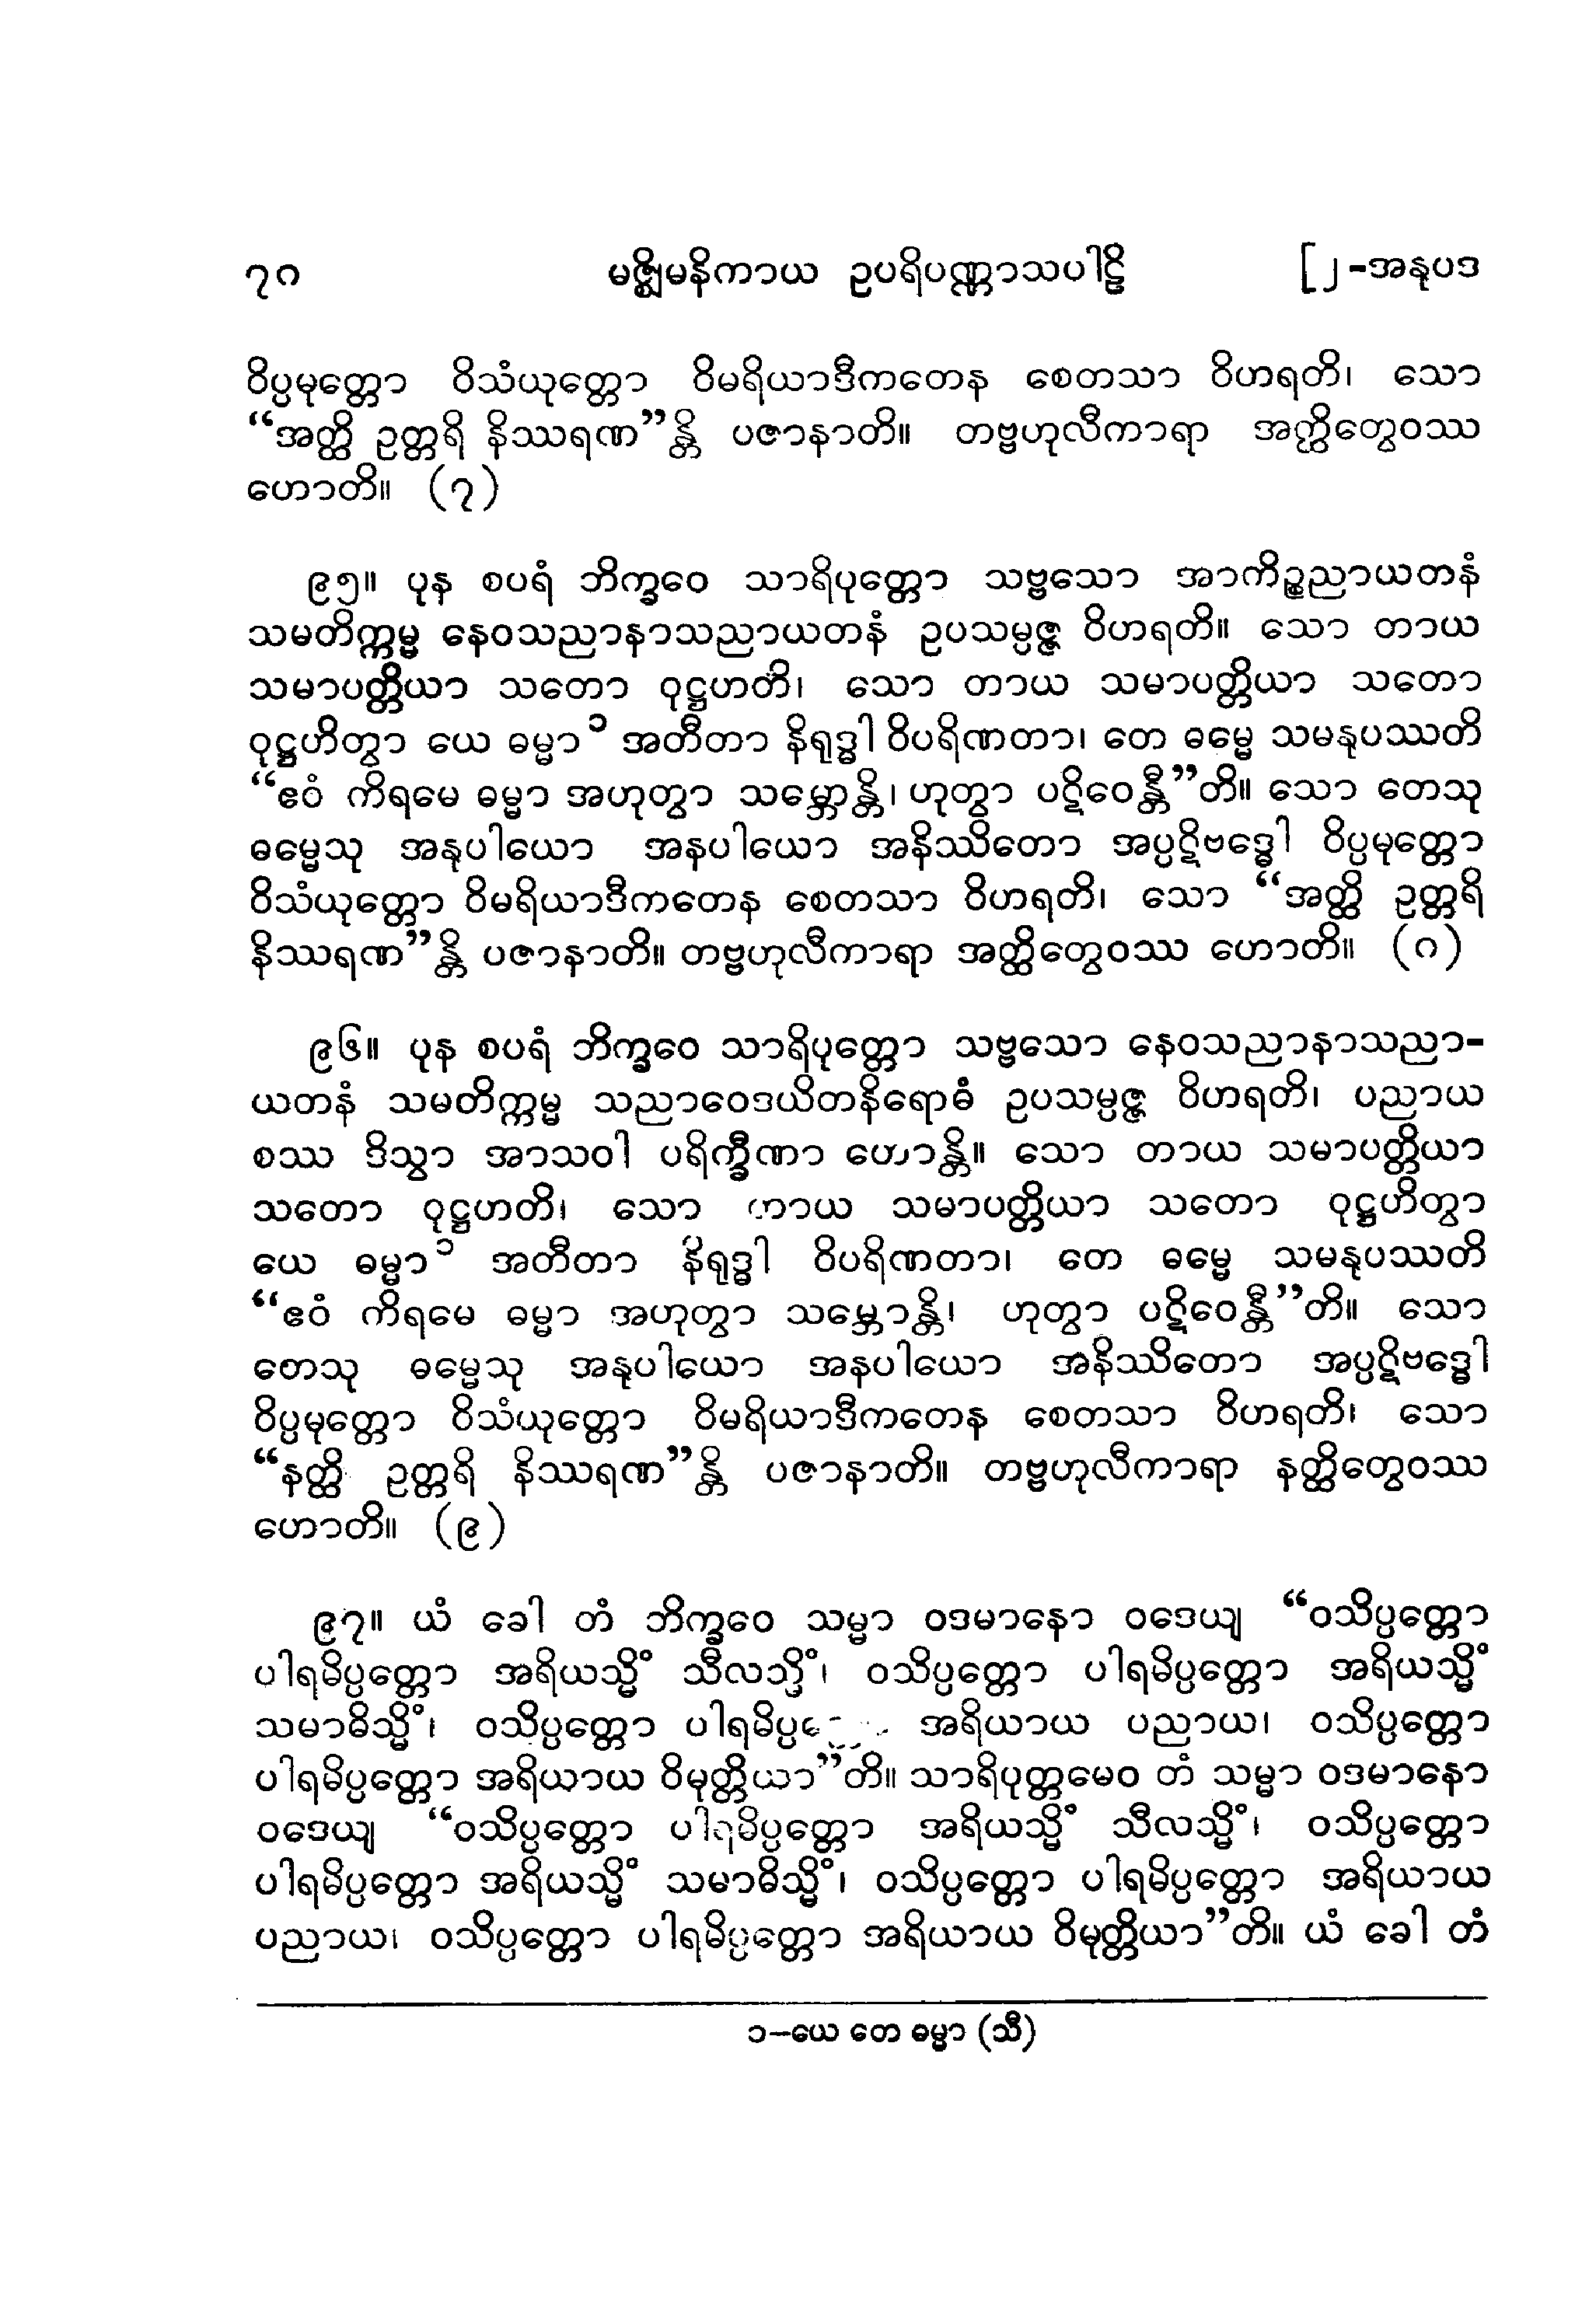 ၇၈ မဇ္ဈိမနိကာယ ဥပရိပဏ္ဏာသပါဠိ [၂-အနုပဒ
ဝိပ္ပမုတ္တော ဝိသံယုတ္တော ဝိမရိယာဒီကတေန စေတသာ ဝိဟရတိ၊ သော
“အတ္ထိ ဥတ္တရိ နိဿရဏ”န္တိ ပဇာနာတိ။ တဗ္ဗဟုလီကာရာ အတ္ထိတွေဝဿ
ဟောတိ။ (၇)
၉၅။ ပုန စပရံ ဘိက္ခဝေ သာရိပုတ္တော သဗ္ဗသော အာကိဉ္စညာယတနံ
သမတိက္ကမ္မ နေဝသညာနာသညာယတနံ ဥပသမ္ပဇ္ဇ ဝိဟရတိ။ သော တာယ
သမာပတ္တိယာ သတော ဝုဋ္ဌဟတိ၊ သော တာယ သမာပတ္တိယာ သတော
ဝုဋ္ဌဟိတွာ ယေ ဓမ္မာ ၁ အတီတာ နိရုဒ္ဓါ ဝိပရိဏတာ၊ တေ ဓမ္မေ သမနုပဿတိ
“ဧဝံ ကိရမေ ဓမ္မာ အဟုတွာ သမ္ဘောန္တိ၊ ဟုတွာ ပဋိဝေန္တီ”တိ။ သော တေသု
ဓမ္မေသု အနုပါယော အနပါယော အနိဿိတော အပ္ပဋိဗဒ္ဓေါ ဝိပ္ပမုတ္တော
ဝိသံယုတ္တော ဝိမရိယာဒီကတေန စေတသာ ဝိဟရတိ၊ သော “အတ္ထိ ဥတ္တရိ
နိဿရဏ”န္တိ ပဇာနာတိ။ တဗ္ဗဟုလီကာရာ အတ္ထိတွေဝဿ ဟောတိ။ (၈)
၉၆။ ပုန စပရံ ဘိက္ခဝေ သာရိပုတ္တော သဗ္ဗသော နေဝသညာနာသညာ-
ယတနံ သမတိက္ကမ္မ သညာဝေဒယိတနိရောဓံ ဥပသမ္ပဇ္ဇ ဝိဟရတိ၊ ပညာယ
စဿ ဒိသွာ အာသဝါ ပရိက္ခီဏာ ဟောန္တိ။ သော တာယ သမာပတ္တိယာ
သတော ဝုဋ္ဌဟတိ၊ သော တာယ သမာပတ္တိယာ သတော ဝုဋ္ဌဟိတွာ
ယေ ဓမ္မာ ၁ အတီတာ နိရုဒ္ဓါ ဝိပရိဏတာ၊ တေ ဓမ္မေ သမနုပဿတိ
“ဧဝံ ကိရမေ ဓမ္မာ အဟုတွာ သမ္ဘောန္တိ၊ ဟုတွာ ပဋိဝေန္တီ”တိ။ သော
တေသု ဓမ္မေသု အနုပါယော အနပါယော အနိဿိတော အပ္ပဋိဗဒ္ဓေါ
ဝိပ္ပမုတ္တော ဝိသံယုတ္တော ဝိမရိယာဒီကတေန စေတသာ ဝိဟရတိ၊ သော
“နတ္ထိ ဥတ္တရိ နိဿရဏ”န္တိ ပဇာနာတိ။ တဗ္ဗဟုလီကာရာ နတ္ထိတွေဝဿ
ဟောတိ။ (၉)
၉၇။ ယံ ခေါ တံ ဘိက္ခဝေ သမ္မာ ဝဒမာနော ဝဒေယျ “ဝသိပ္ပတ္တော
ပါရမိပ္ပတ္တော အရိယသ္မိံ သီလသ္မိံ၊ ဝသိပ္ပတ္တော ပါရမိပ္ပတ္တော အရိယသ္မိံ
သမာဓိသ္မိံ၊ ဝသိပ္ပတ္တော အရိယာယ ပညာယ၊ ဝသိပ္ပတ္တော
ပါရမိပ္ပတ္တော အရိယာယ ဝိမုတ္တိယာ”တိ။ သာရိပုတ္တမေဝ တံ သမ္မာ ဝဒမာနော
ဝဒေယျ “ဝသိပ္ပတ္တော ပါရမိပ္ပတ္တော အရိယသ္မိံ သီလသ္မိံ၊ ဝသိပ္ပတ္တော
ပါရမိပ္ပတ္တော အရိယသ္မိံ သမာဓိသ္မိံ၊ ဝသိပ္ပတ္တော ပါရမိပ္ပတ္တော အရိယာယ
ပညာယ၊ ဝသိပ္ပတ္တော ပါရမိပ္ပတ္တော အရိယာယ ဝိမုတ္တိယာ”တိ။ ယံ ခေါ တံ
၁-ယေ တေ ဓမ္မာ (သီ)